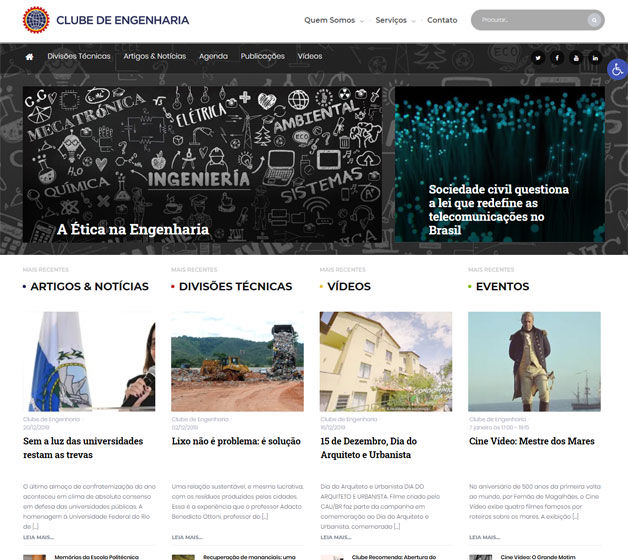 CLUBE DE ENGENHARIA
Quem Somos
Serviços
Contato
Procurar...
Divisões Técnicas
Artigos & Notícias
Agenda
Publicações
Vídeos
MECATRÔNICA
ELÉTRICA
AMBIENTAL
ECO
H₂O
QUÍMICA
INGENIERÍA
SISTEMAS
A Ética na Engenharia
Sociedade civil questiona
a lei que redefine as
telecomunicações no
Brasil
MAIS RECENTES
ARTIGOS & NOTÍCIAS
MAIS RECENTES
DIVISÕES TÉCNICAS
MAIS RECENTES
VÍDEOS
MAIS RECENTES
EVENTOS
Clube de Engenharia
20/12/2019
Sem a luz das universidades
restam as trevas
O último almoço de confraternização do ano
aconteceu em clima de absoluto consenso
em defesa das universidades públicas. A
homenagem à Universidade Federal do Rio
de [...]
LEIA MAIS...
Clube de Engenharia
02/12/2019
Lixo não é problema: é solução
Uma relação sustentável, e mesmo lucrativa,
com os resíduos produzidos pelas cidades.
Essa é a experiência que o professor Adacto
Benedicto Ottoni, professor do [...]
LEIA MAIS...
Clube de Engenharia
16/12/2019
15 de Dezembro, Dia do
Arquiteto e Urbanista
Dia do Arquiteto e Urbanista DIA DO
ARQUITETO E URBANISTA. Filme criado pelo
CAU/BR faz parte da campanha em
comemoração ao Dia do Arquiteto e
Urbanista, comemorado [...]
LEIA MAIS...
Clube de Engenharia
7 janeiro às 17:00 - 19:15
Cine Vídeo: Mestre dos Mares
No aniversário de 500 anos da primeira volta
ao mundo, por Fernão de Magalhães, o Cine
Vídeo exibe quatro filmes famosos por
roteiros sobre os mares. A exibição [...]
LEIA MAIS...
Memórias da Escola Politécnica
Recuperação de mananciais: uma
Clube Recomenda: Abertura do
Cine Vídeo: O Grande Motim